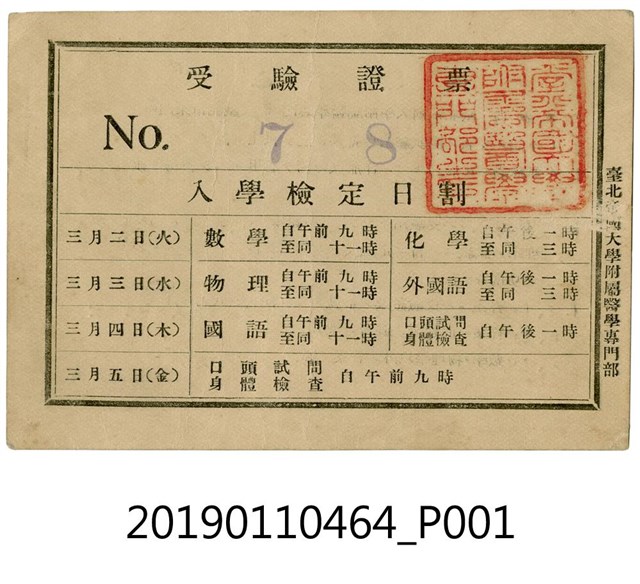 受驗證票
No. 7 8
入學檢定日割
三月二日(火) 數學 自午前九時 至同十一時 化學 自午後一時 至同三時
三月三日(水) 物理 自午前九時 至同十一時 外國語 自午後一時 至同三時
三月四日(木) 國語 自午前九時 至同十一時 口頭試問 身體檢查 自午後一時
三月五日(金) 口頭試問 身體檢查 自午前九時
臺北帝國大學附屬醫學專門部
20190110464_P001